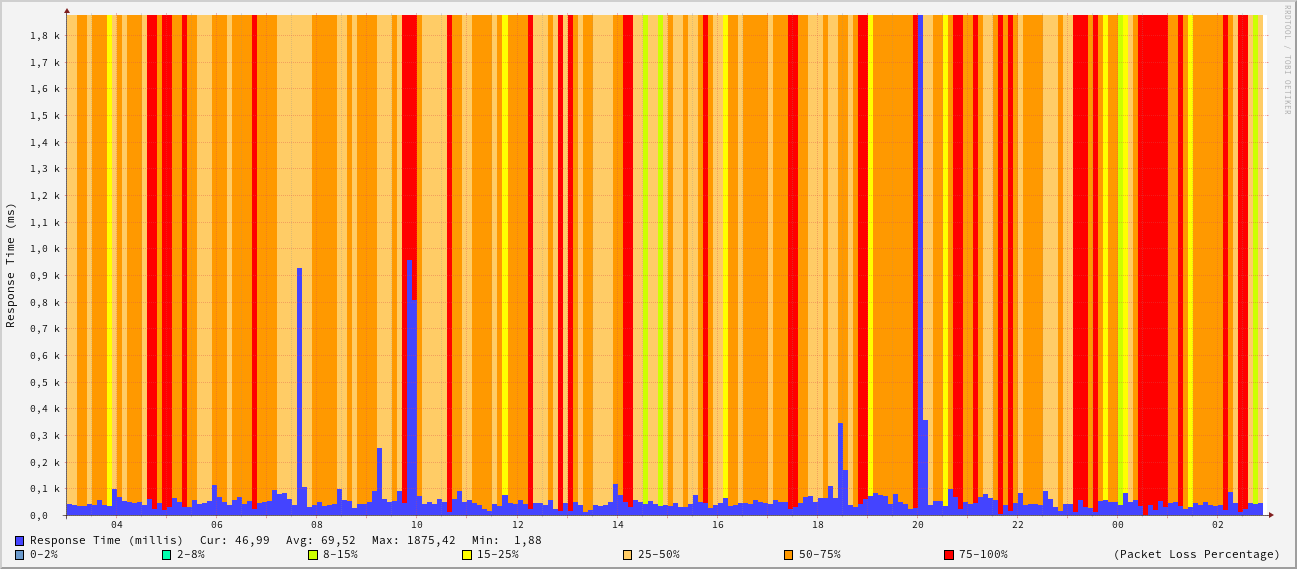 RRDTOOL / TOBI OETIKER
Response Time (ms)
1,8 k
1,7 k
1,6 k
1,5 k
1,4 k
1,3 k
1,2 k
1,1 k
1,0 k
0,9 k
0,8 k
0,7 k
0,6 k
0,5 k
0,4 k
0,3 k
0,2 k
0,1 k
0,0
04 06 08 10 12 14 16 18 20 22 00 02
Response Time (millis) Cur: 46,99 Avg: 69,52 Max: 1875,42 Min: 1,88
0-2% 2-8% 8-15% 15-25% 25-50% 50-75% 75-100% (Packet Loss Percentage)